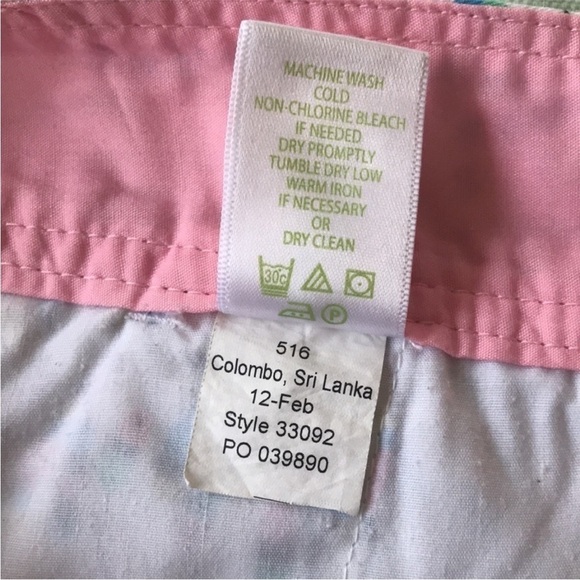 MACHINE WASH
COLD
NON-CHLORINE BLEACH
IF NEEDED
DRY PROMPTLY
TUMBLE DRY LOW
WARM IRON
IF NECESSARY
OR
DRY CLEAN
30c
P
516
Colombo, Sri Lanka
12-Feb
Style 33092
PO 039890